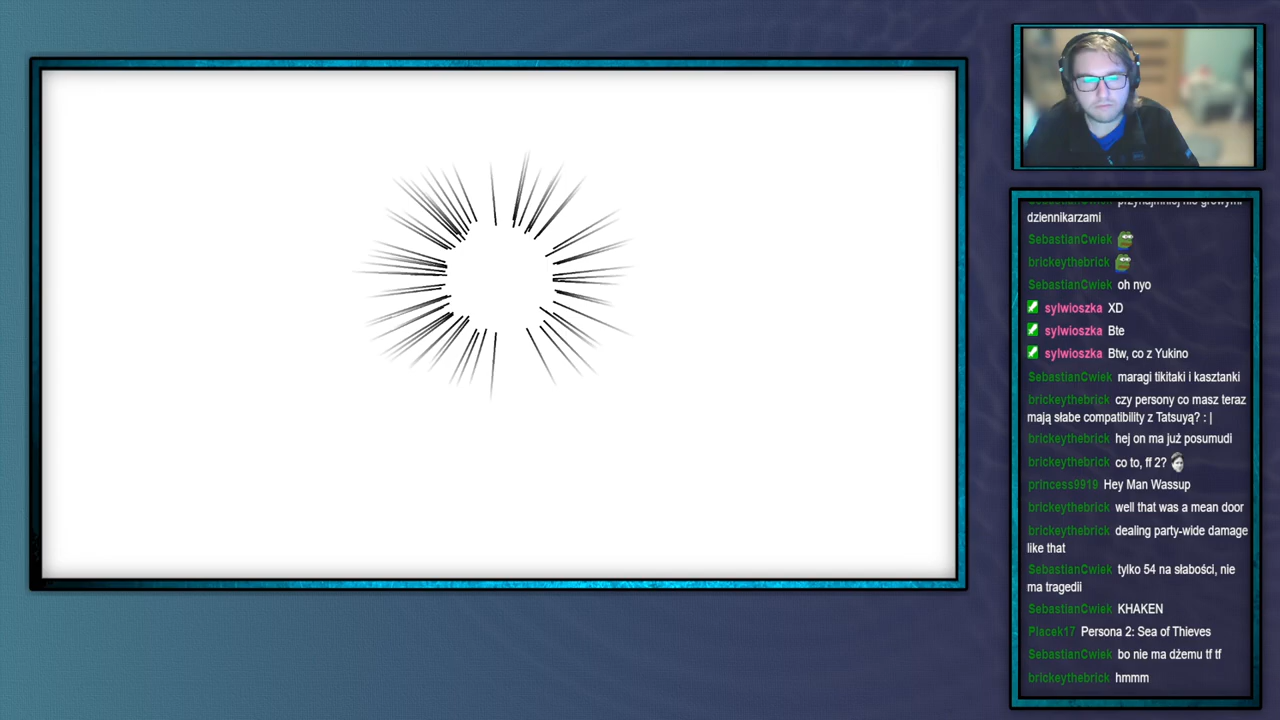 dziennikarzami
SebastianCwiek
brickeythebrick
SebastianCwiek oh nyo
sylwioszka XD
sylwioszka Bte
sylwioszka Btw, co z Yukino
SebastianCwiek maragi tikitaki i kasztanki
brickeythebrick czy persony co masz teraz
mają słabe compatibility z Tatsuyą? : |
brickeythebrick hej on ma już posumudi
brickeythebrick co to, ff 2?
princess9919 Hey Man Wassup
brickeythebrick well that was a mean door
brickeythebrick dealing party-wide damage
like that
SebastianCwiek tylko 54 na słabości, nie
ma tragedii
SebastianCwiek KHAKEN
Placek17 Persona 2: Sea of Thieves
SebastianCwiek bo nie ma dżemu tf tf
brickeythebrick hmmm